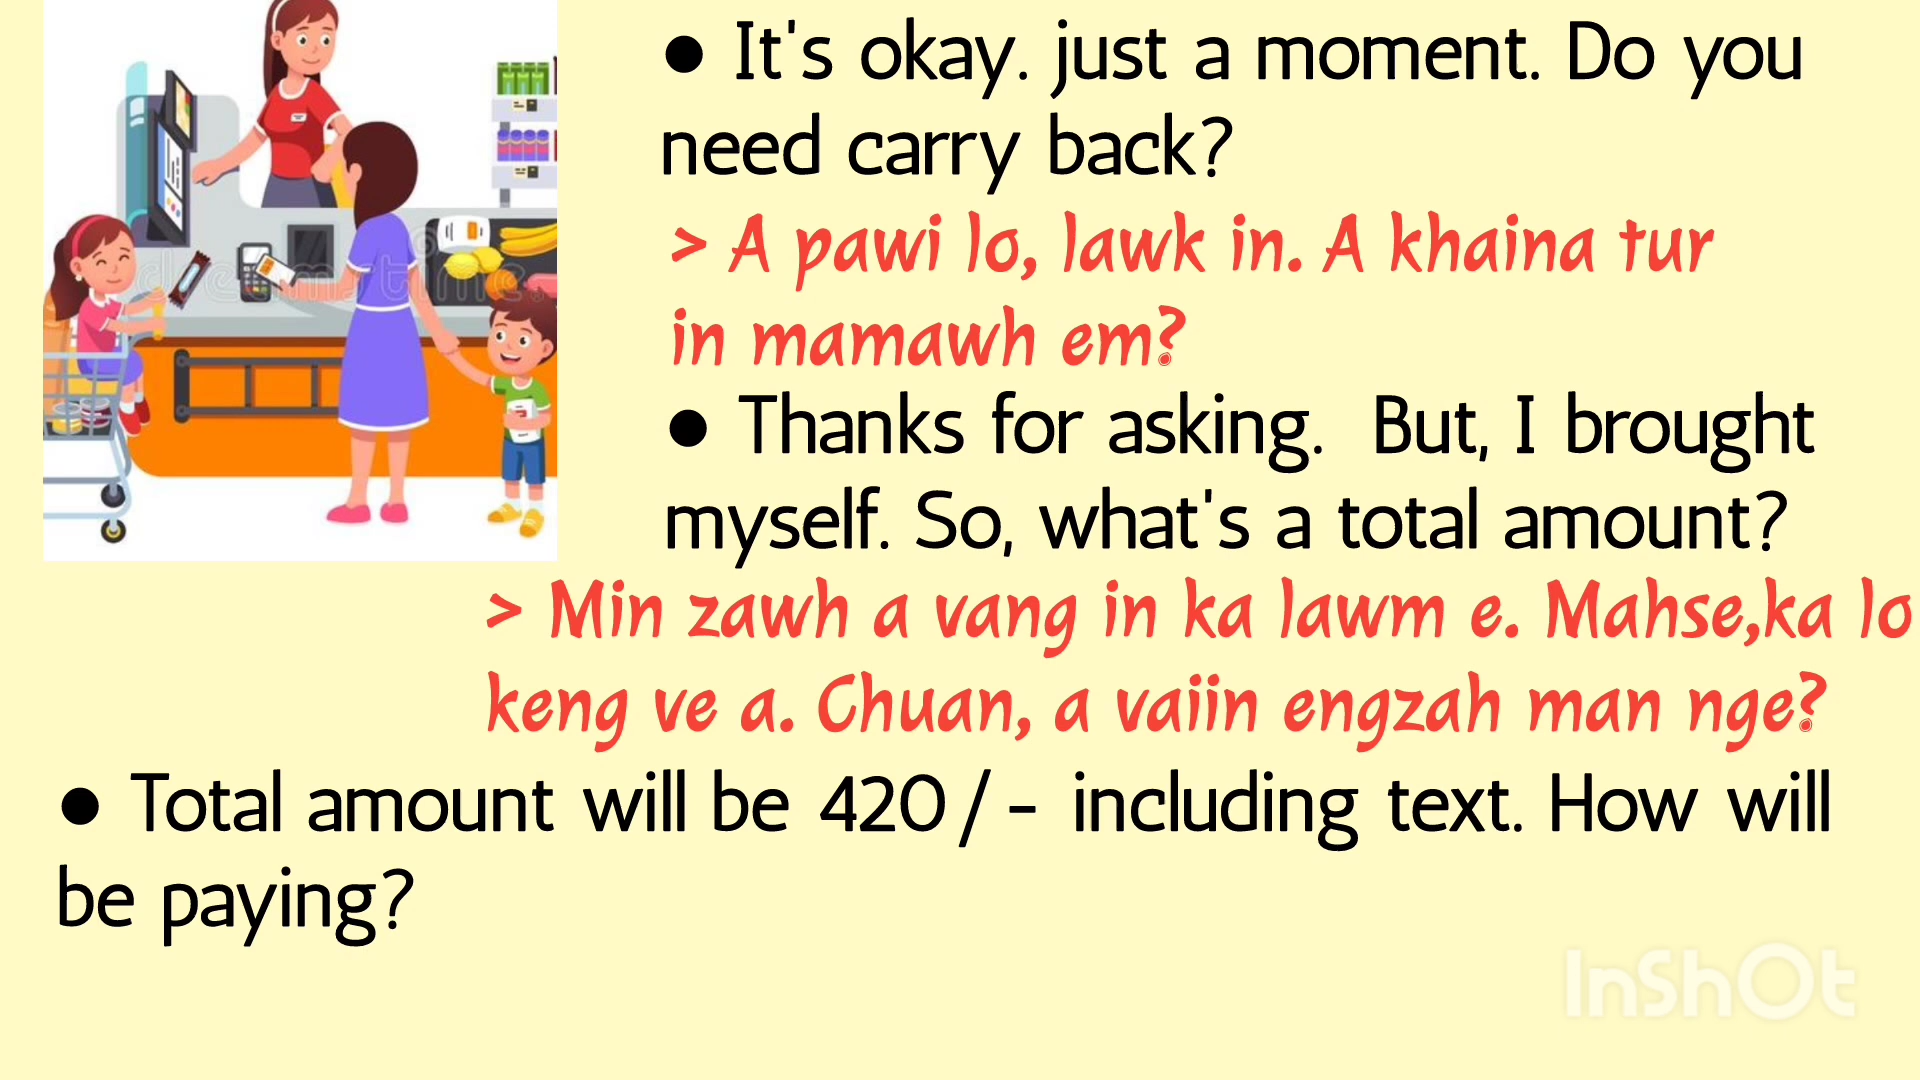 ● It's okay. just a moment. Do you
need carry back?
> A pawi lo, lawk in. A khaina tur
in mamawh em?
● Thanks for asking. But, I brought
myself. So, what's a total amount?
> Min zawh a vang in ka lawm e. Mahse,ka lo
keng ve a. Chuan, a vaiin engzah man nge?
● Total amount will be 420/- including text. How will
be paying?
dreamstime.
InShOt